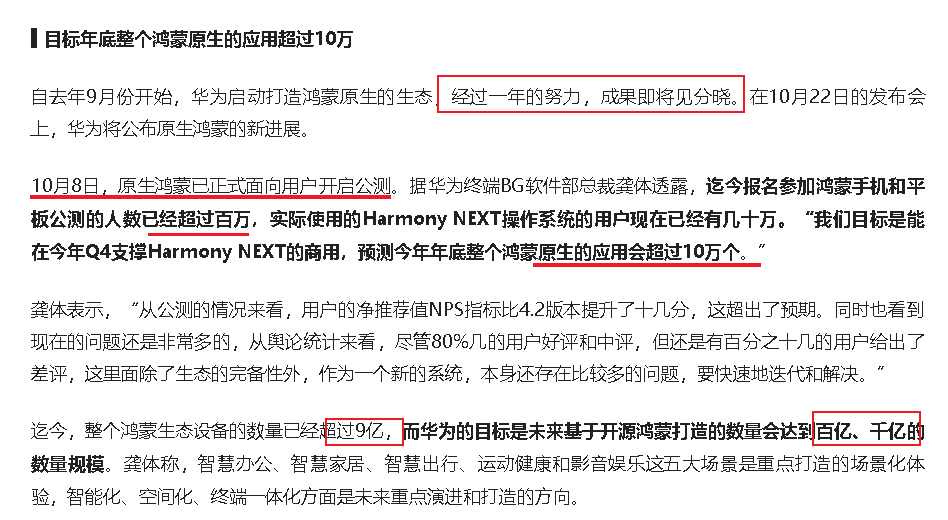 目标年底整个鸿蒙原生的应用超过10万
自去年9月份开始，华为启动打造鸿蒙原生的生态，经过一年的努力，成果即将见分晓。在10月22日的发布会
上，华为将公布原生鸿蒙的新进展。
10月8日，原生鸿蒙已正式面向用户开启公测。据华为终端BG软件部总裁龚体透露，迄今报名参加鸿蒙手机和平
板公测的人数已经超过百万，实际使用的Harmony NEXT操作系统的用户现在已经有几十万。“我们目标是能
在今年Q4支撑Harmony NEXT的商用，预测今年年底整个鸿蒙原生的应用会超过10万个。”
龚体表示，“从公测的情况来看，用户的净推荐值NPS指标比4.2版本提升了十几分，这超出了预期。同时也看到
现在的问题还是非常多的，从舆论统计来看，尽管80%几的用户好评和中评，但还是有百分之十几的用户给出了
差评，这里面除了生态的完备性外，作为一个新的系统，本身还存在比较多的问题，要快速地迭代和解决。”
迄今，整个鸿蒙生态设备的数量已经超过9亿，而华为的目标是未来基于开源鸿蒙打造的数量会达到百亿、千亿的
数量规模。龚体称，智慧办公、智慧家居、智慧出行、运动健康和影音娱乐这五大场景是重点打造的场景化体
验，智能化、空间化、终端一体化方面是未来重点演进和打造的方向。